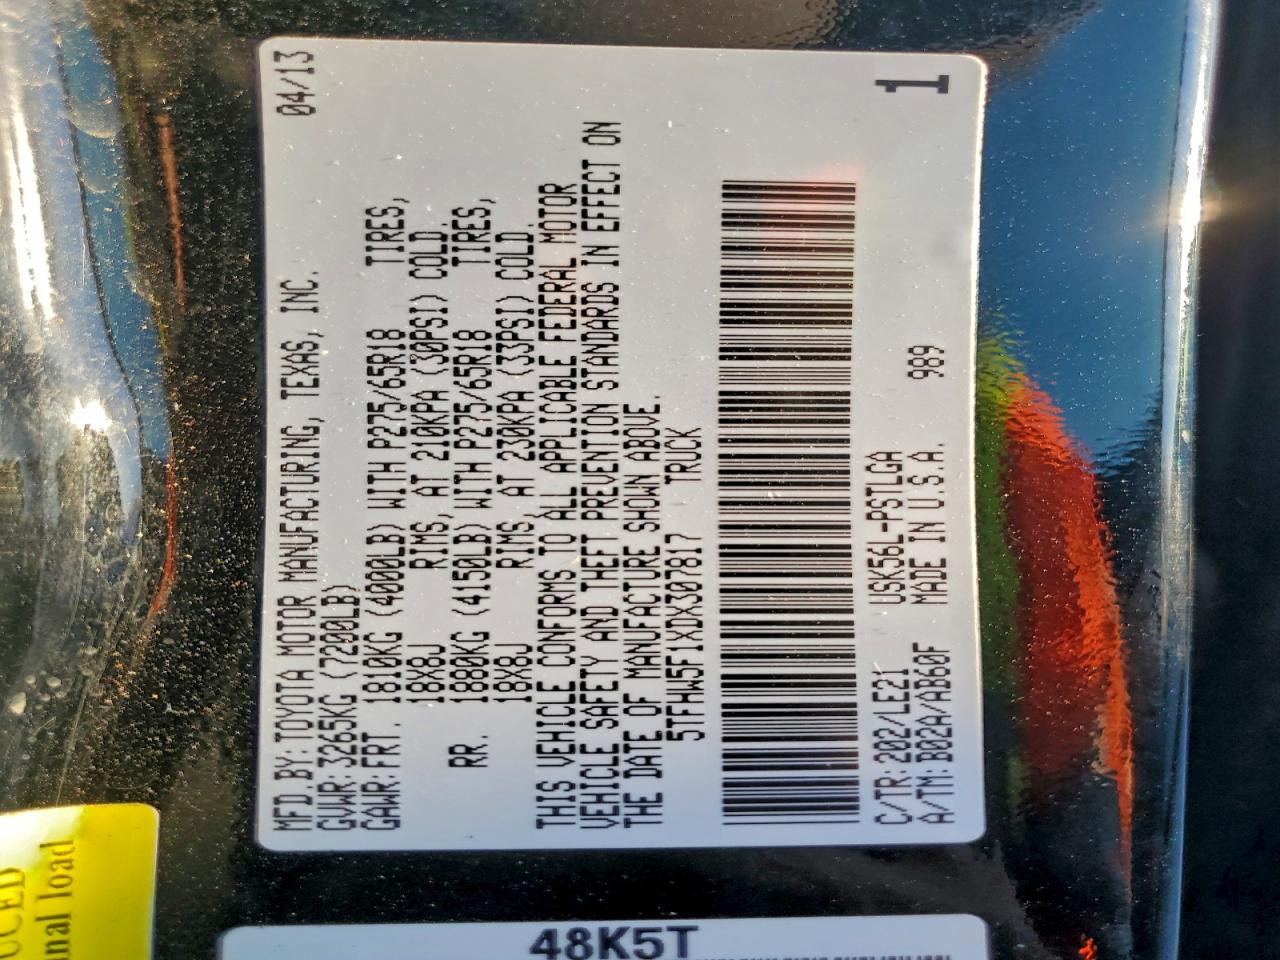 MFD.BY: TOYOTA MOTOR MANUFACTURING, TEXAS, INC. 04/13
GVWR: 3265KG (7200LB)
GAWR: FRT. 1810KG (4000LB) WITH P275/65R18 TIRES,
18X8J RIMS, AT 210KPA (30PSI) COLD.
RR. 1880KG (4150LB) WITH P275/65R18 TIRES,
18X8J RIMS, AT 230KPA (33PSI) COLD.
THIS VEHICLE CONFORMS TO ALL APPLICABLE FEDERAL MOTOR
VEHICLE SAFETY AND THEFT PREVENTION STANDARDS IN EFFECT ON
THE DATE OF MANUFACTURE SHOWN ABOVE.
5TFHW5F1XDX307817 TRUCK
C/TR: 202/LE21 USK56L-PSTLGA
A/TM: B02A/AB60F MADE IN U.S.A. 989
1
48K5T
UCED
nal load